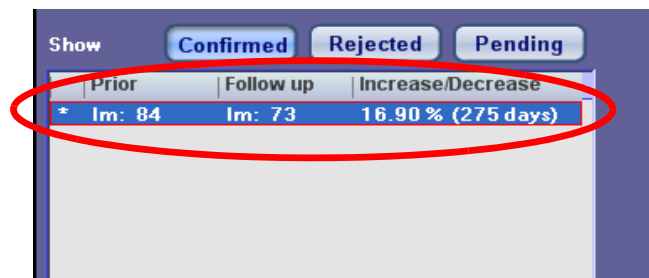 Show Confirmed Rejected Pending
Prior Follow up Increase/Decrease
* Im: 84 Im: 73 16.90 % (275 days)